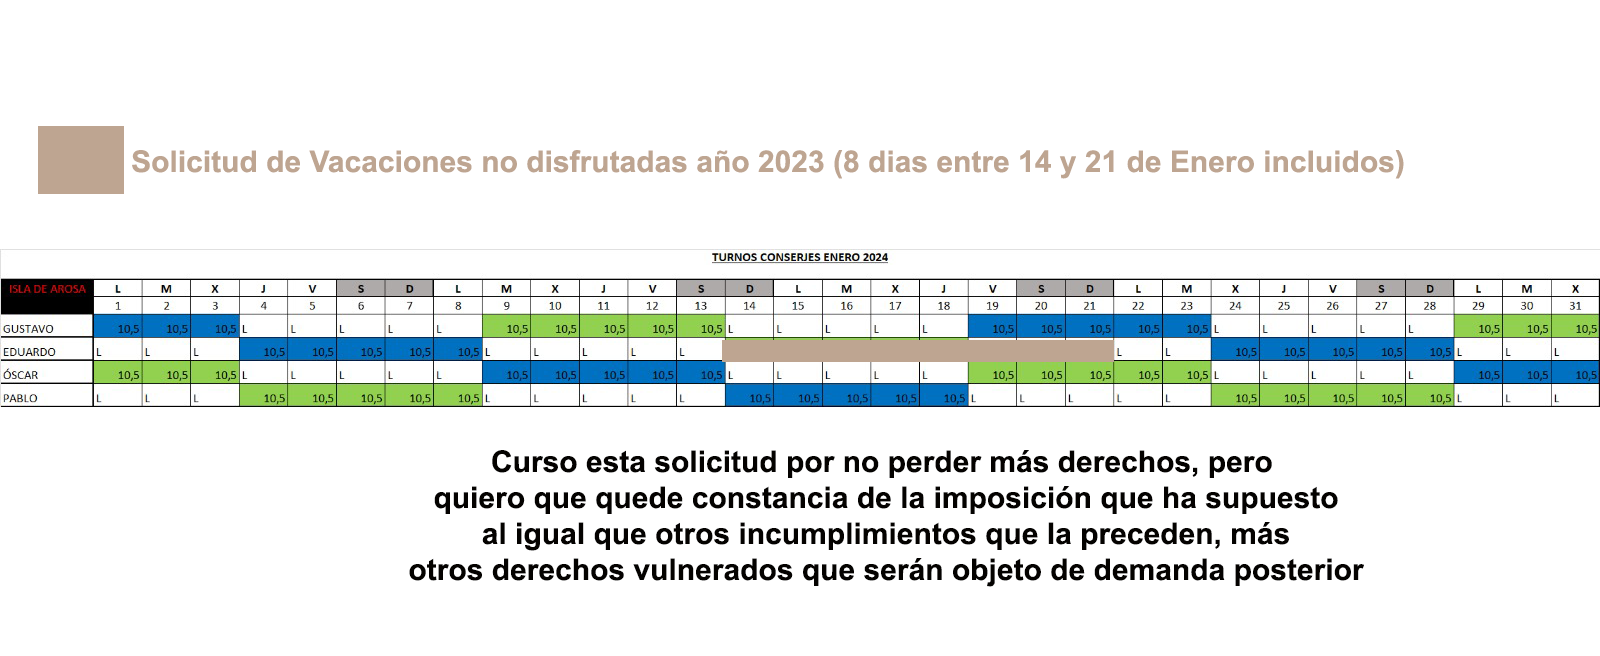 Solicitud de Vacaciones no disfrutadas año 2023 (8 dias entre 14 y 21 de Enero incluidos)
TURNOS CONSERJES ENERO 2024
ISLA DE AROSA L M X J V S D L M X J V S D L M X J V S D L M X J V S D L M X
1 2 3 4 5 6 7 8 9 10 11 12 13 14 15 16 17 18 19 20 21 22 23 24 25 26 27 28 29 30 31
GUSTAVO 10,5 10,5 10,5 L L L L L 10,5 10,5 10,5 10,5 10,5 L L L L L 10,5 10,5 10,5 10,5 10,5 L L L L L 10,5 10,5 10,5
EDUARDO L L L 10,5 10,5 10,5 10,5 10,5 L L L L L L L 10,5 10,5 10,5 10,5 10,5 L L L
ÓSCAR 10,5 10,5 10,5 L L L L L 10,5 10,5 10,5 10,5 10,5 L L L L L 10,5 10,5 10,5 10,5 10,5 L L L L L 10,5 10,5 10,5
PABLO L L L 10,5 10,5 10,5 10,5 10,5 L L L L L 10,5 10,5 10,5 10,5 10,5 L L L L L 10,5 10,5 10,5 10,5 10,5 L L L
Curso esta solicitud por no perder más derechos, pero
quiero que quede constancia de la imposición que ha supuesto
al igual que otros incumplimientos que la preceden, más
otros derechos vulnerados que serán objeto de demanda posterior